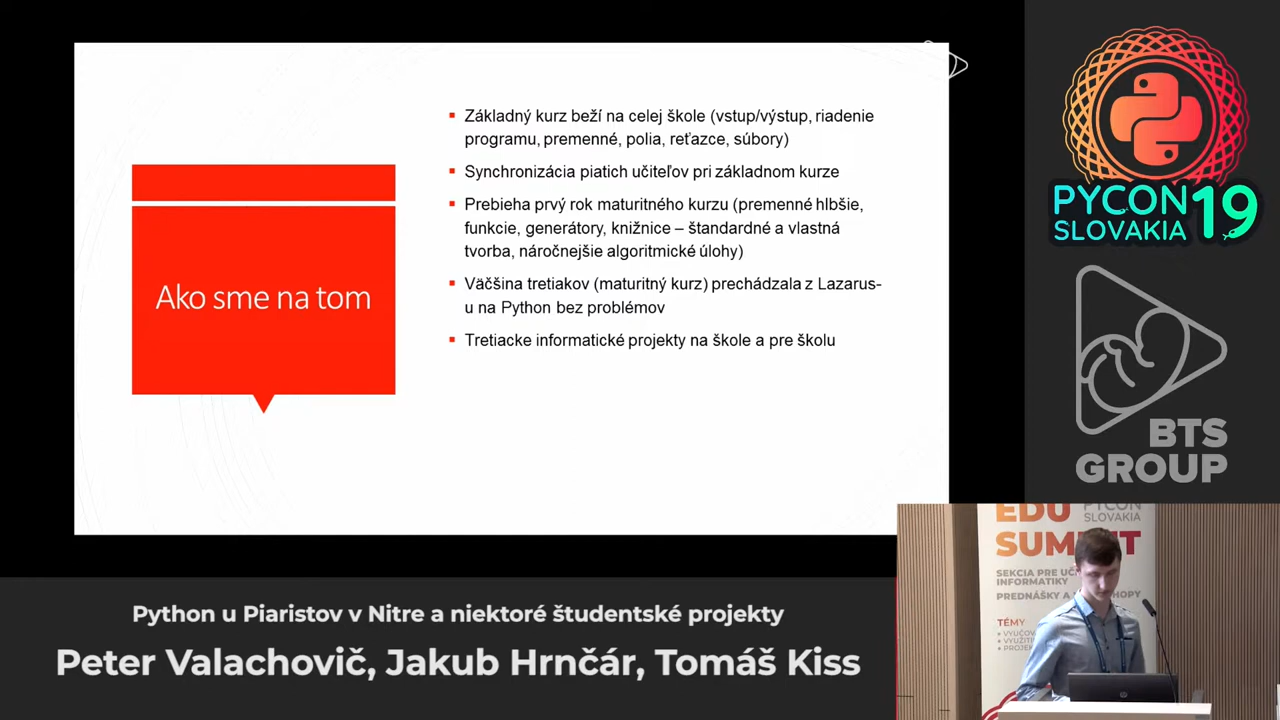 Základný kurz beží na celej škole (vstup/výstup, riadenie
programu, premenné, polia, reťazce, súbory)
Synchronizácia piatich učiteľov pri základnom kurze
Prebieha prvý rok maturitného kurzu (premenné hlbšie,
funkcie, generátory, knižnice – štandardné a vlastná
tvorba, náročnejšie algoritmické úlohy)
Väčšina tretiakov (maturitný kurz) prechádzala z Lazarus-
u na Python bez problémov
Tretiacke informatické projekty na škole a pre školu
Ako sme na tom
PYCON
SLOVAKIA
19
BTS
GROUP
EDU
PYCON
SLOVAKIA
SEKCIA PRE
INFORMATIKY
PREDNÁŠKY A
TÉMY
Python u Piaristov v Nitre a niektoré študentské projekty
Peter Valachovič, Jakub Hrnčár, Tomáš Kiss